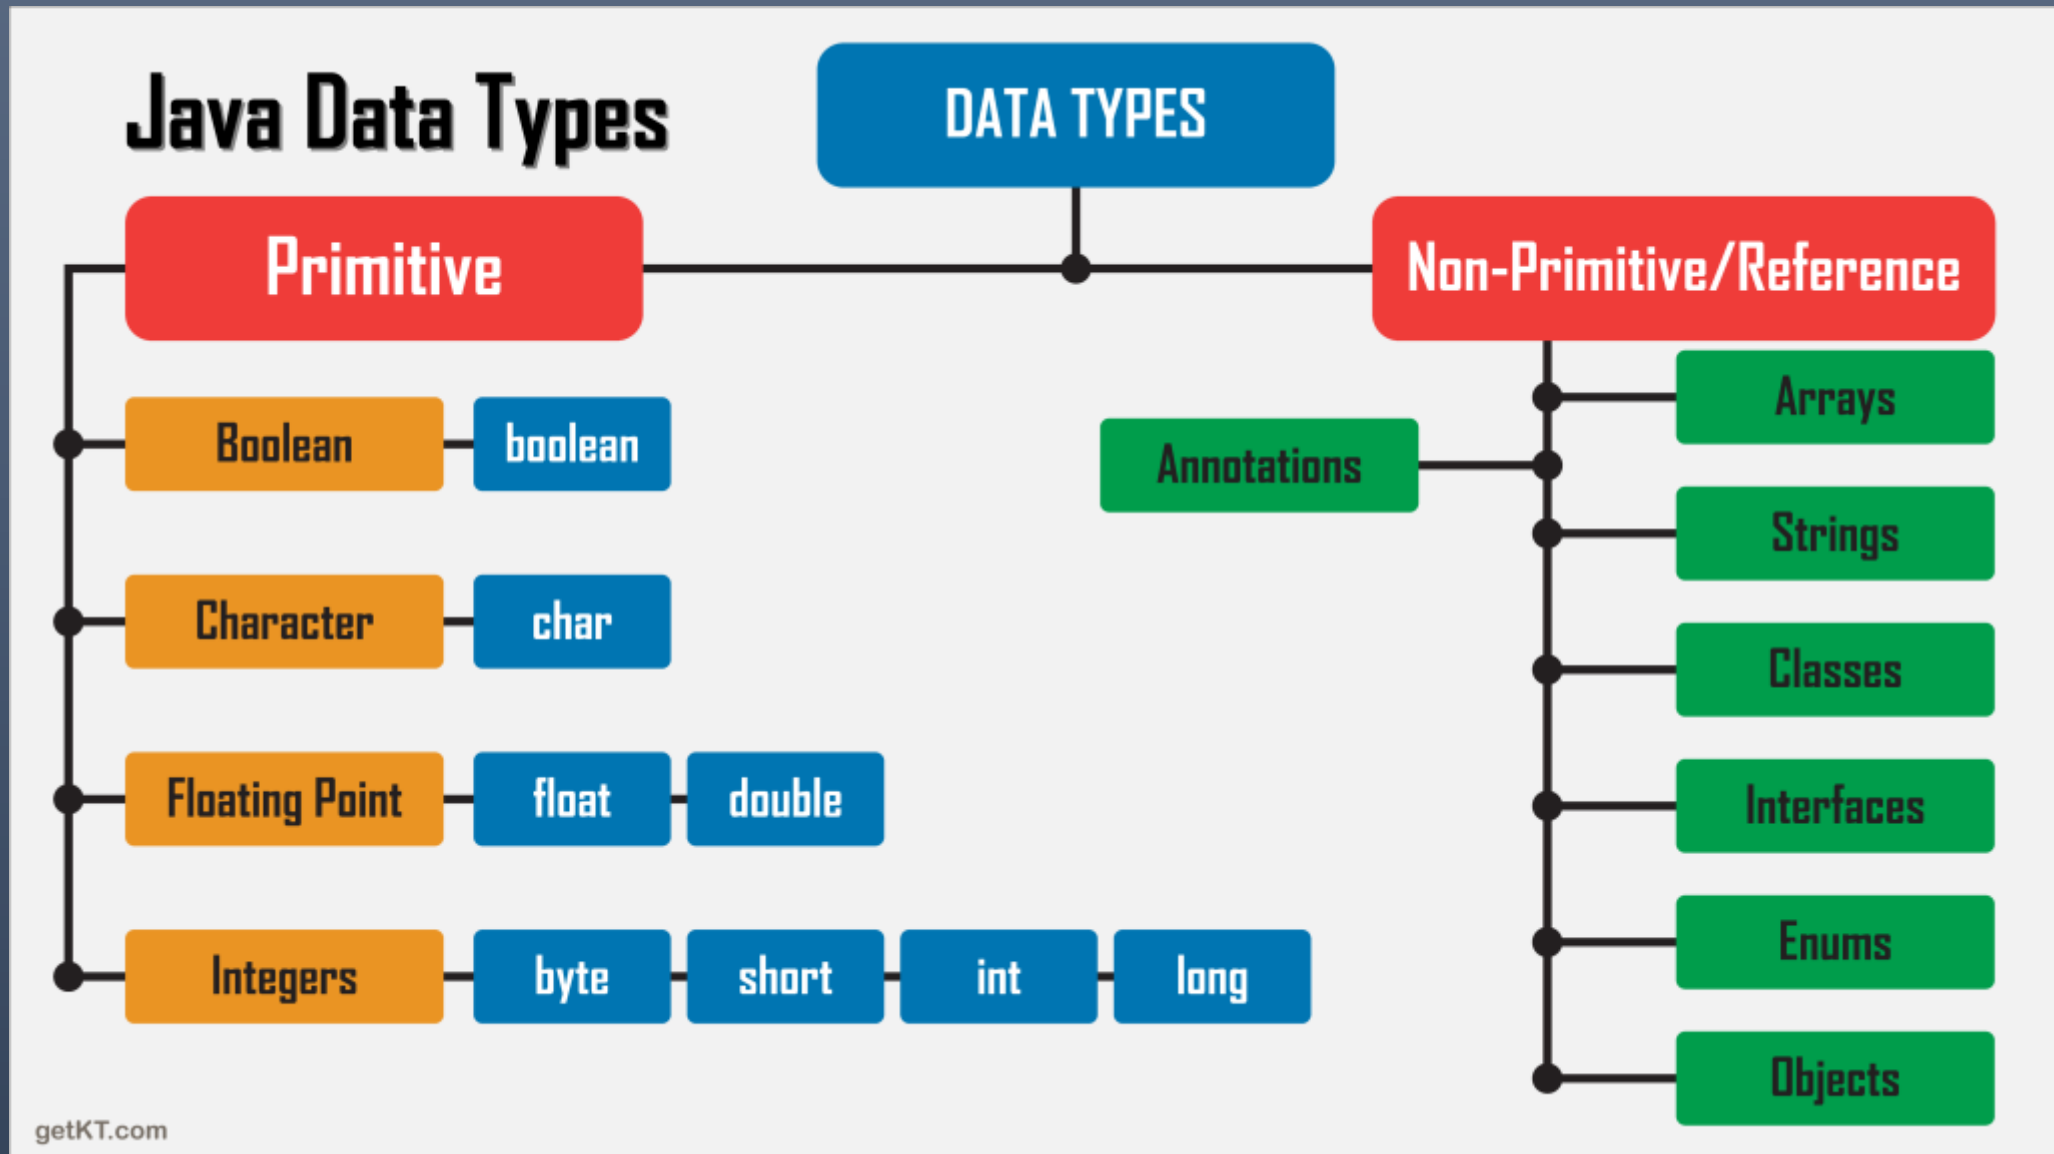 Java Data Types
DATA TYPES
Primitive
Non-Primitive/Reference
Boolean
boolean
Character
char
Floating Point
float
double
Integers
byte
short
int
long
Annotations
Arrays
Strings
Classes
Interfaces
Enums
Objects
getKT.com